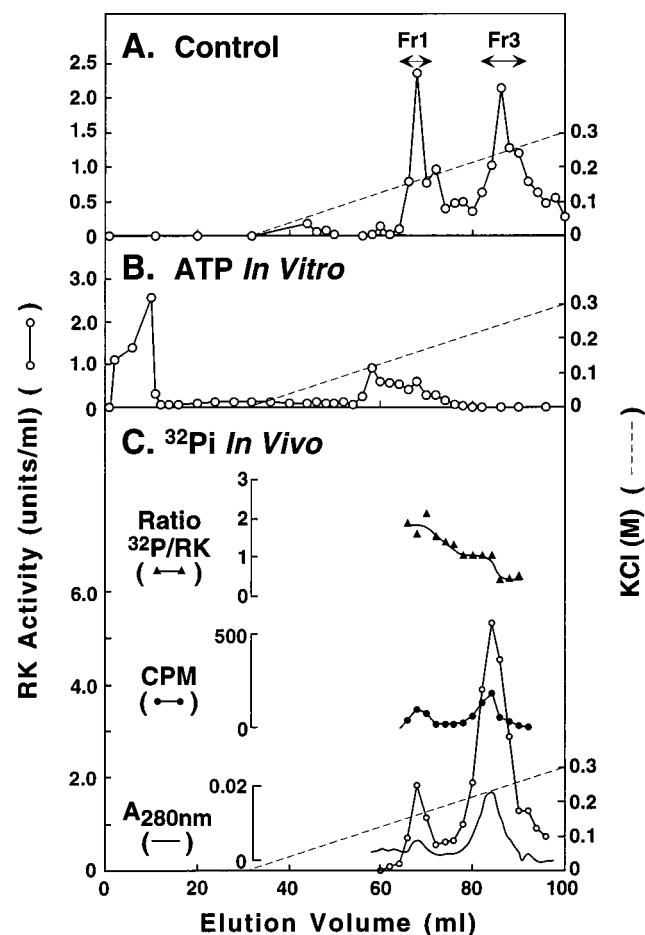 A. Control
Fr1
Fr3
2.5
2.0
1.5
1.0
0.5
0
0.3
0.2
0.1
0
B. ATP In Vitro
3.0
2.0
1.0
0
0.3
0.2
0.1
0
C. ³²Pi In Vivo
Ratio
³²P/RK
3
2
1
0
6.0
4.0
2.0
0
CPM
500
0
A280nm
0.02
0
0.3
0.2
0.1
0
0 20 40 60 80 100
Elution Volume (ml)
RK Activity (units/ml)
KCl (M)